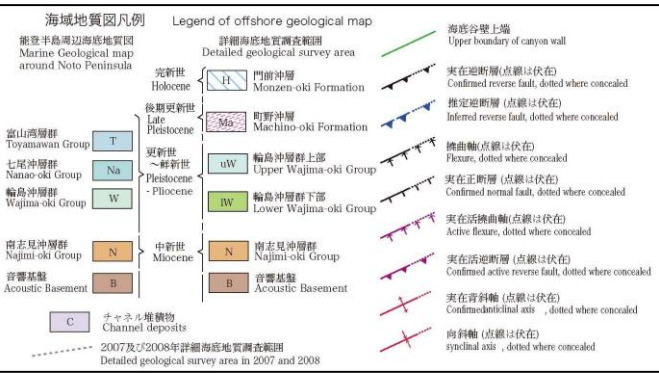 海域地質図凡例 Legend of offshore geological map
能登半島周辺海底地質図
Marine Geological map
around Noto Peninsula
詳細海底地質調査範囲
Detailed geological survey area
完新世
Holocene
H
門前沖層
Monzen-oki Formation
後期更新世
Late
Pleistocene
Ma
町野沖層
Machino-oki Formation
富山湾層群
Toyamawan Group
T
七尾沖層群
Nanao-oki Group
Na
輪島沖層群
Wajima-oki Group
W
更新世
～鮮新世
Pleistocene
- Pliocene
uW
輪島沖層群上部
Upper Wajima-oki Group
lW
輪島沖層群下部
Lower Wajima-oki Group
南志見沖層群
Najimi-oki Group
N
中新世
Miocene
N
南志見沖層群
Najimi-oki Group
音響基盤
Acoustic Basement
B
B
音響基盤
Acoustic Basement
C
チャネル堆積物
Channel deposits
2007及び2008年詳細海底地質調査範囲
Detailed geological survey area in 2007 and 2008
海底谷壁上端
Upper boundary of canyon wall
実在逆断層 (点線は伏在)
Confirmed reverse fault, dotted where concealed
推定逆断層 (点線は伏在)
Inferred reverse fault, dotted where concealed
撓曲軸(点線は伏在)
Flexure, dotted where concealed
実在正断層 (点線は伏在)
Confirmed normal fault, dotted where concealed
実在活撓曲軸(点線は伏在)
Active flexure, dotted where concealed
実在活逆断層 (点線は伏在)
Confirmed active reverse fault, dotted where concealed
実在背斜軸 (点線は伏在)
Confirmedanticlinal axis , dotted where concealed
向斜軸 (点線は伏在)
synclinal axis , dotted where concealed